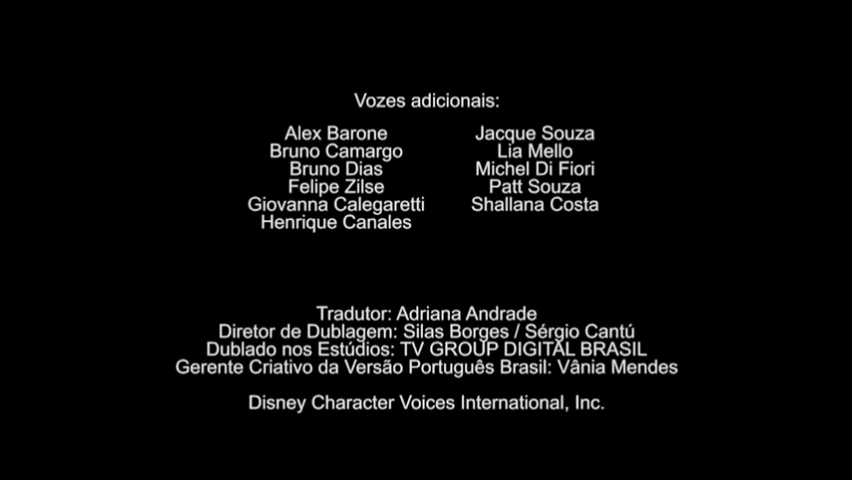 Vozes adicionais:
Alex Barone
Bruno Camargo
Bruno Dias
Felipe Zilse
Giovanna Calegaretti
Henrique Canales
Jacque Souza
Lia Mello
Michel Di Fiori
Patt Souza
Shallana Costa
Tradutor: Adriana Andrade
Diretor de Dublagem: Silas Borges / Sérgio Cantú
Dublado nos Estúdios: TV GROUP DIGITAL BRASIL
Gerente Criativo da Versão Português Brasil: Vânia Mendes
Disney Character Voices International, Inc.